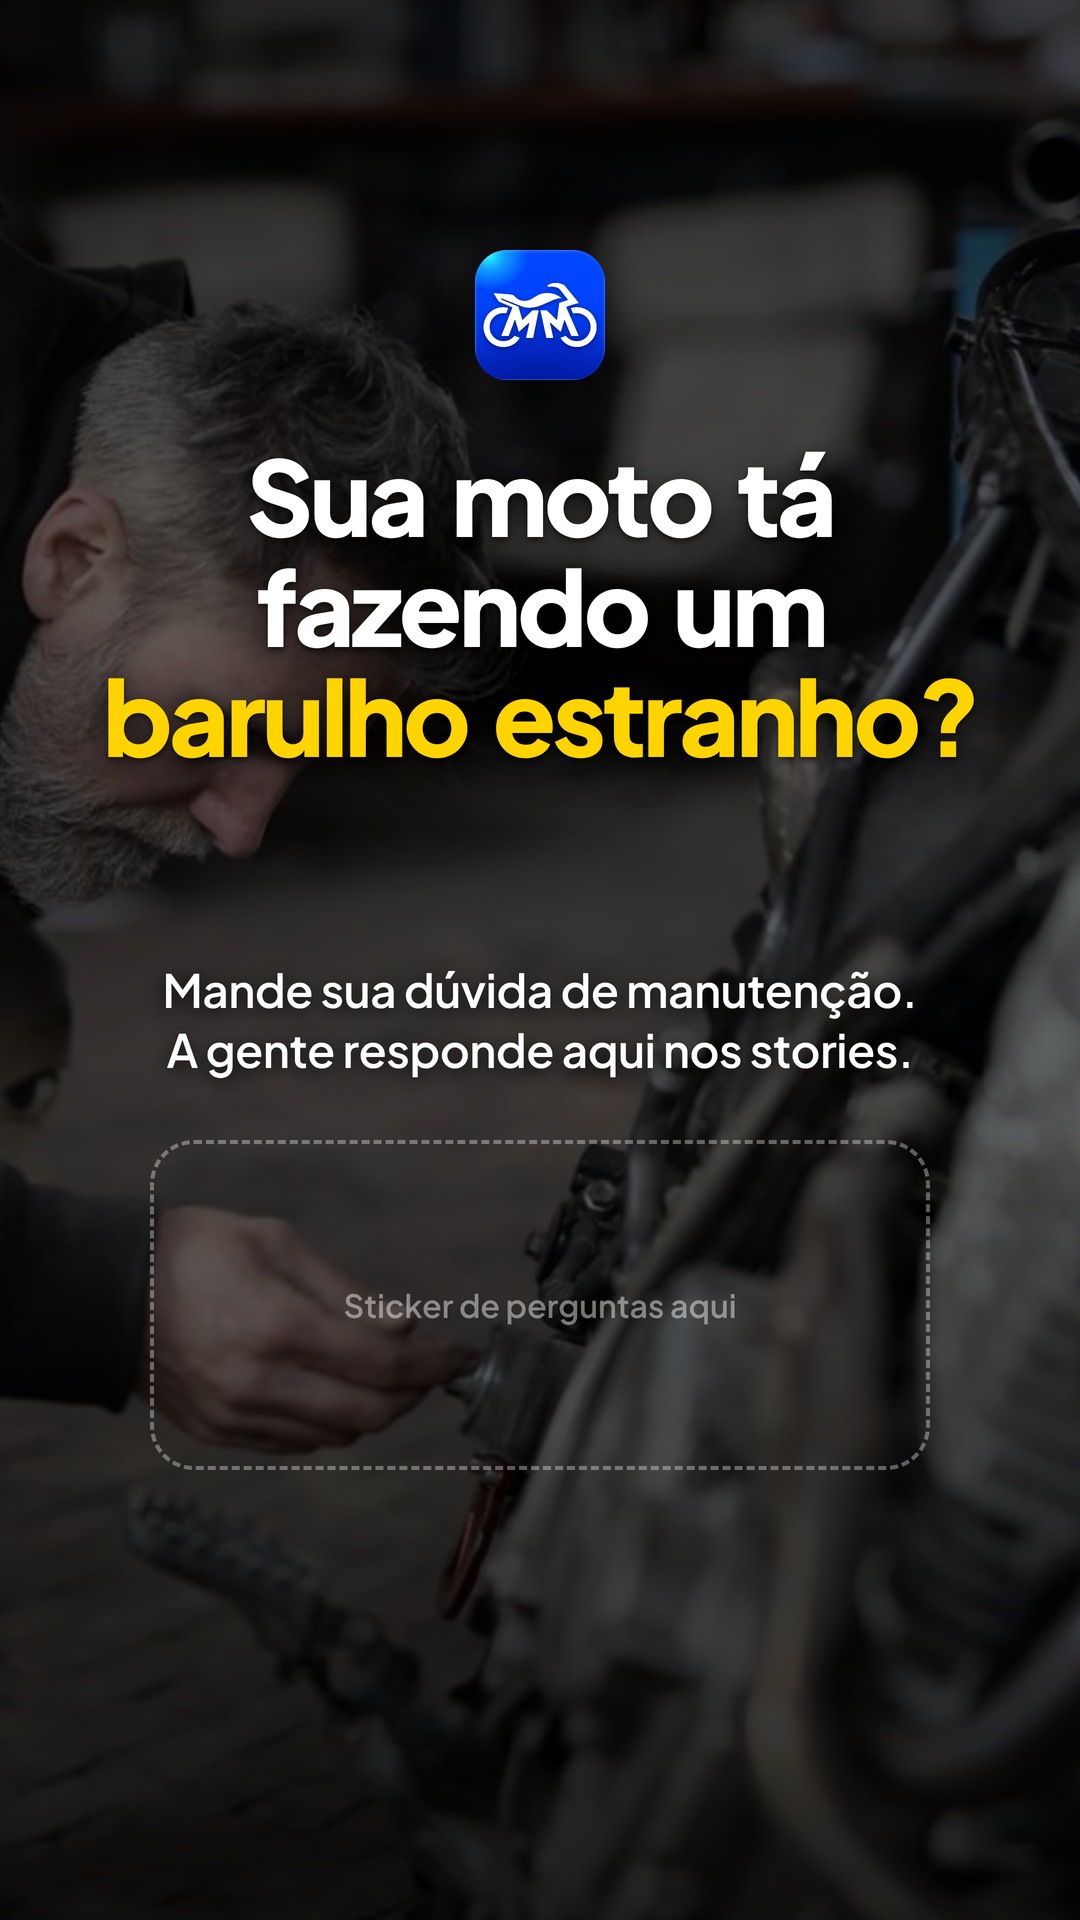 MM
Sua moto tá
fazendo um
barulho estranho?
Mande sua dúvida de manutenção.
A gente responde aqui nos stories.
Sticker de perguntas aqui